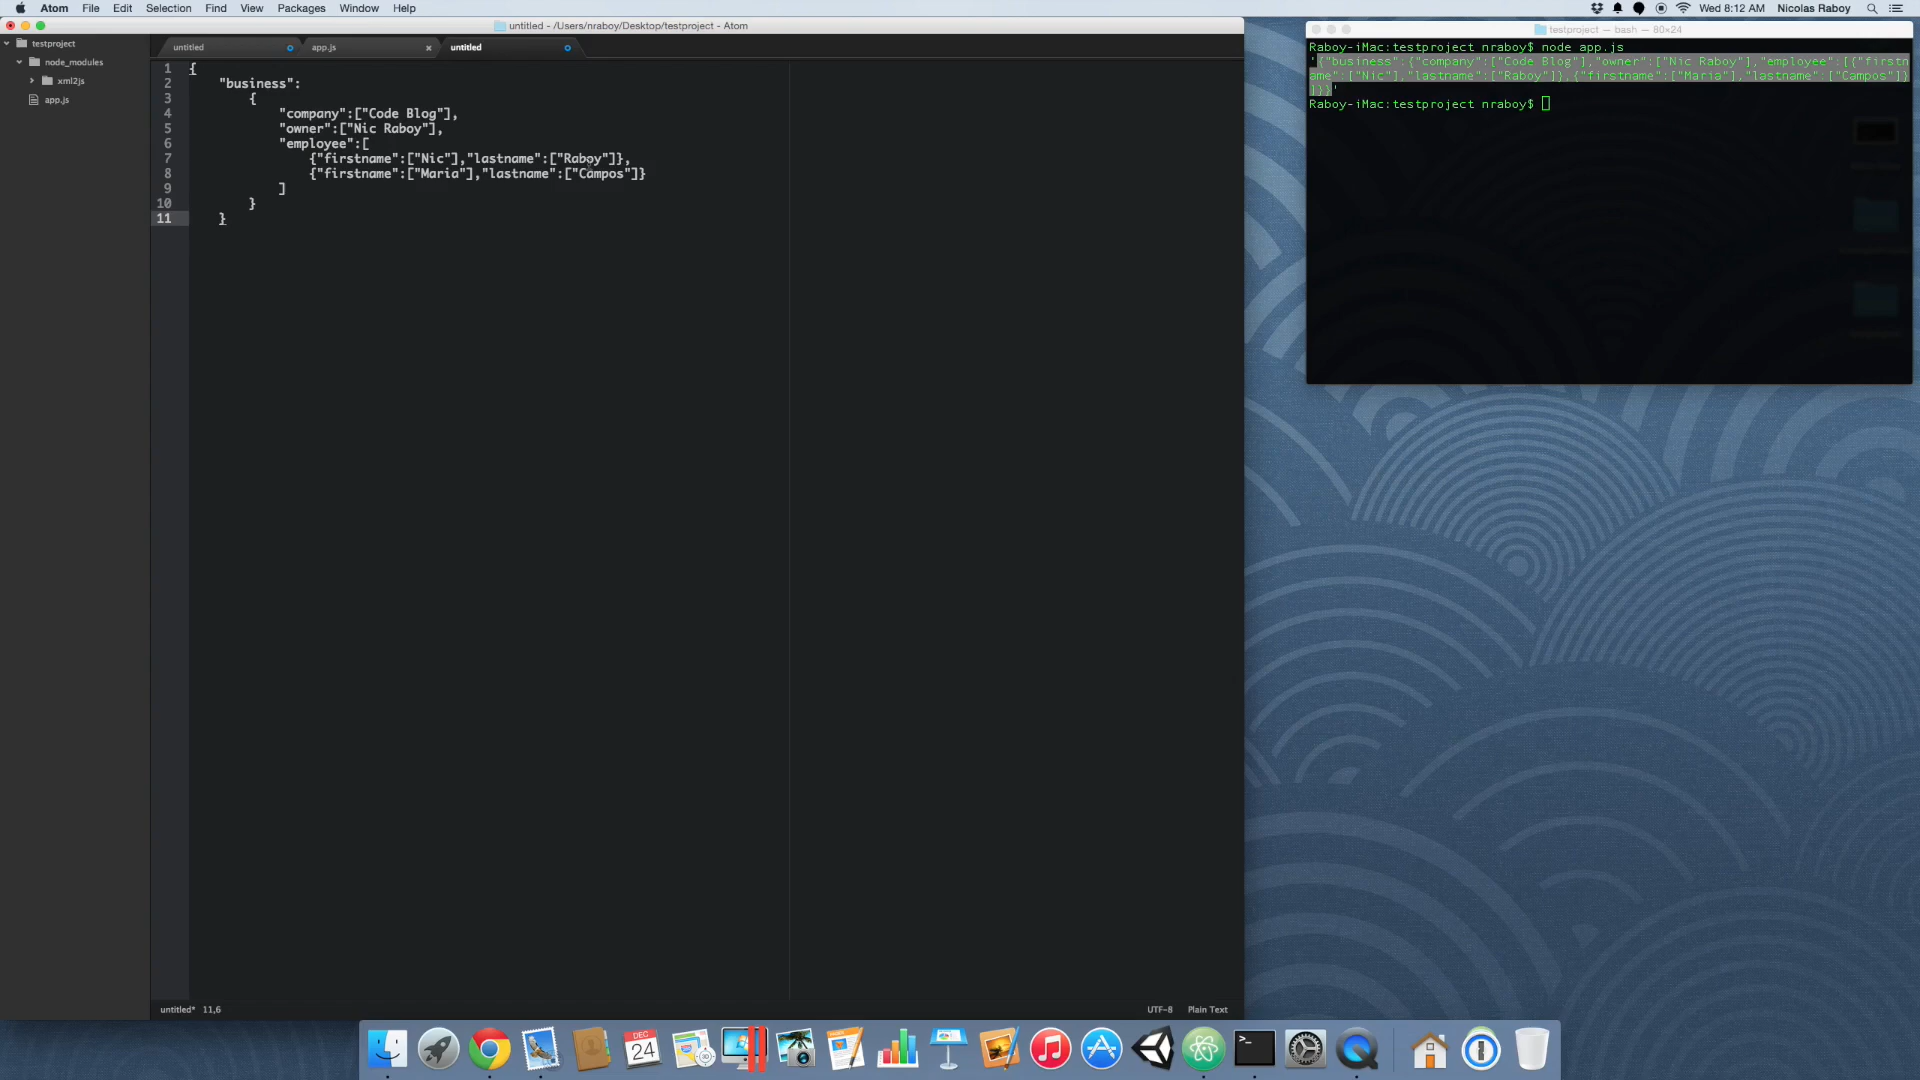 Atom File Edit Selection Find View Packages Window Help
Wed 8:12 AM Nicolas Raboy
untitled - /Users/nraboy/Desktop/testproject - Atom
testproject
node_modules
xml2js
app.js
untitled app.js untitled
1 {
2 "business":
3 {
4 "company":["Code Blog"],
5 "owner":["Nic Raboy"],
6 "employee":[
7 {"firstname":["Nic"],"lastname":["Raboy"]},
8 {"firstname":["Maria"],"lastname":["Campos"]}
9 ]
10 }
11 }
untitled* 11,6
UTF-8 Plain Text
testproject — bash — 80×24
Raboy-iMac:testproject nraboy$ node app.js
'{"business":{"company":["Code Blog"],"owner":["Nic Raboy"],"employee":[{"firstn
ame":["Nic"],"lastname":["Raboy"]},{"firstname":["Maria"],"lastname":["Campos"]}
]}}'
Raboy-iMac:testproject nraboy$
DEC
24